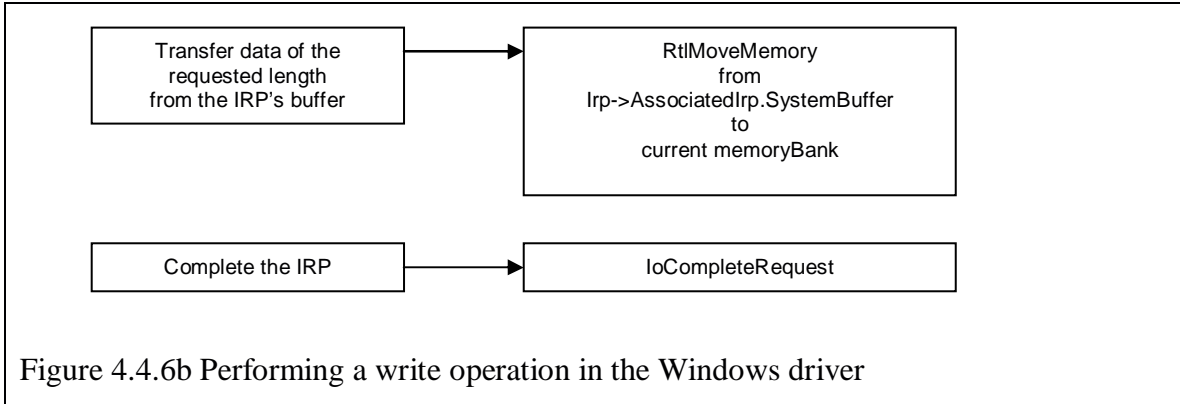 Transfer data of the
requested length
from the IRP's buffer
RtlMoveMemory
from
Irp->AssociatedIrp.SystemBuffer
to
current memoryBank
Complete the IRP
IoCompleteRequest
Figure 4.4.6b Performing a write operation in the Windows driver